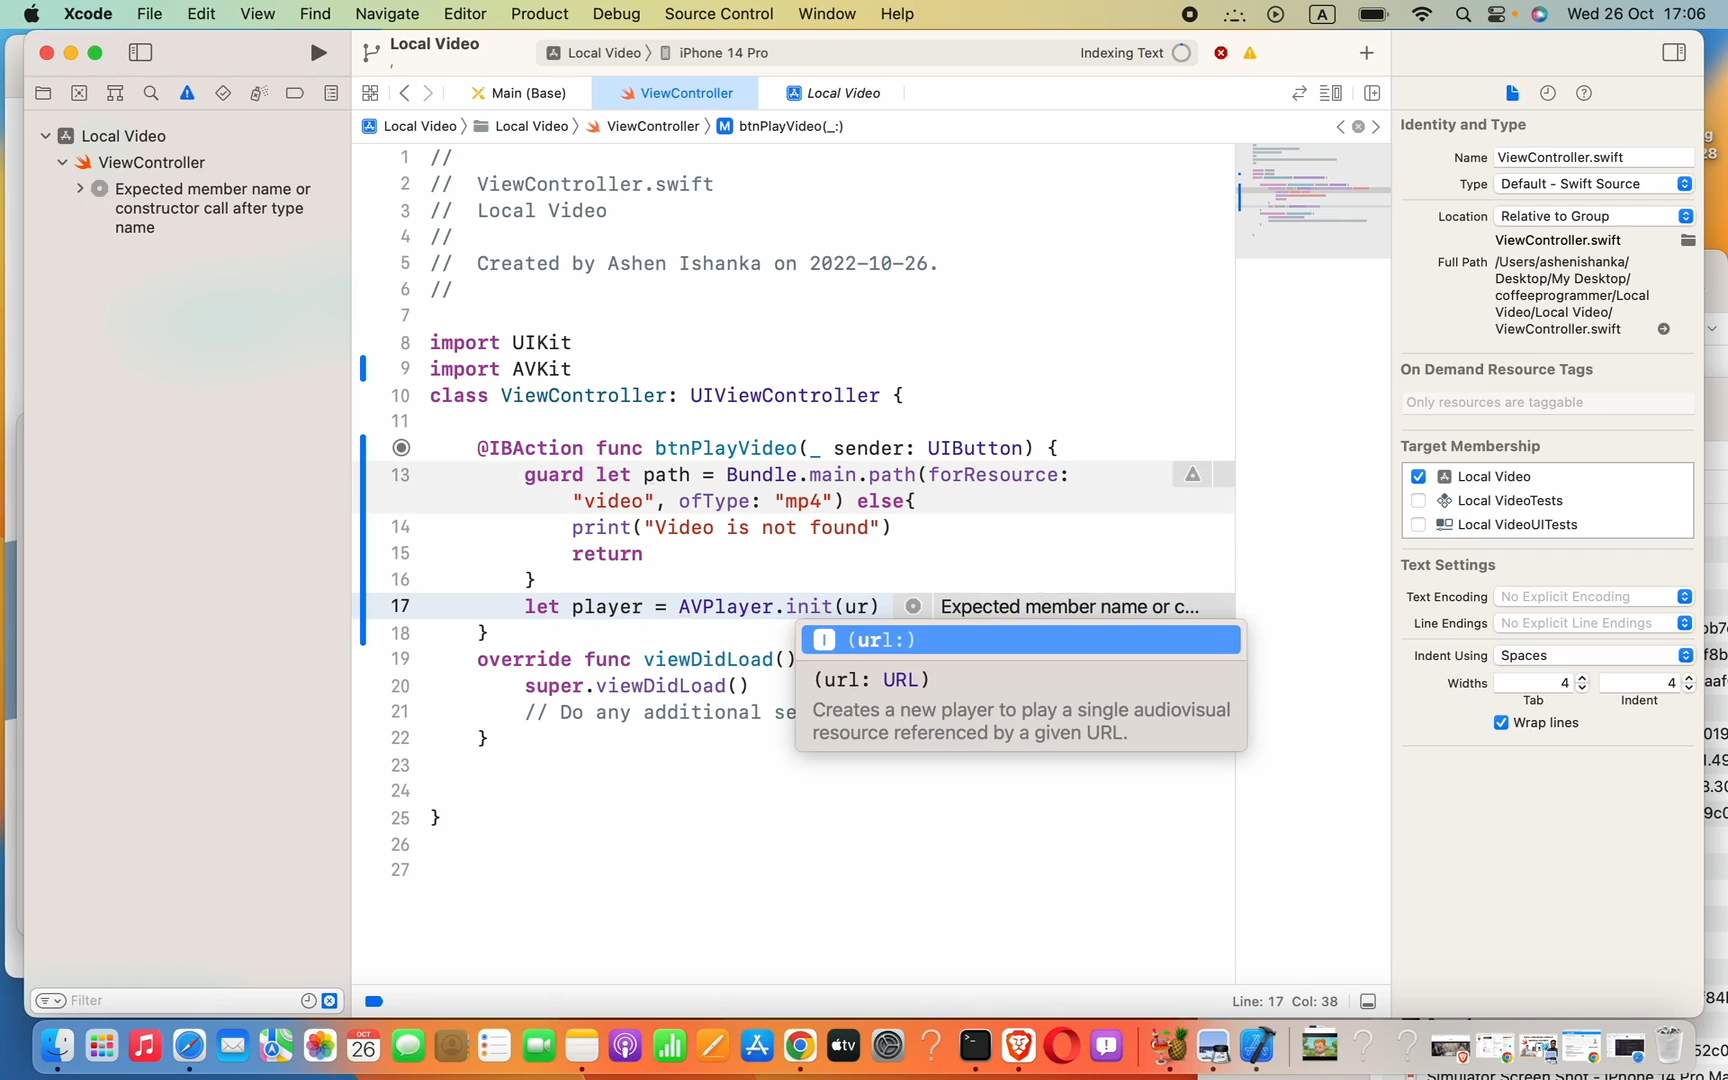 Xcode File Edit View Find Navigate Editor Product Debug Source Control Window Help A Wed 26 Oct 17:06
Local Video
Local Video 〉 iPhone 14 Pro
Indexing Text
Main (Base)
ViewController
Local Video
Local Video 〉 Local Video 〉 ViewController 〉 M btnPlayVideo(_:)
Local Video
ViewController
Expected member name or
constructor call after type
name
1 //
2 //  ViewController.swift
3 //  Local Video
4 //
5 //  Created by Ashen Ishanka on 2022-10-26.
6 //
7
8 import UIKit
9 import AVKit
10 class ViewController: UIViewController {
11
@IBAction func btnPlayVideo(_ sender: UIButton) {
13 guard let path = Bundle.main.path(forResource:
"video", ofType: "mp4") else{
14 print("Video is not found")
15 return
16 }
17 let player = AVPlayer.init(ur) Expected member name or c...
18 }
19 override func viewDidLoad()
20 super.viewDidLoad()
21 // Do any additional se
22 }
23
24
25 }
26
27
I (url:)
(url: URL)
Creates a new player to play a single audiovisual
resource referenced by a given URL.
Identity and Type
Name ViewController.swift
Type Default - Swift Source
Location Relative to Group
ViewController.swift
Full Path /Users/ashenishanka/
Desktop/My Desktop/
coffeeprogrammer/Local
Video/Local Video/
ViewController.swift
On Demand Resource Tags
Only resources are taggable
Target Membership
Local Video
Local VideoTests
Local VideoUITests
Text Settings
Text Encoding No Explicit Encoding
Line Endings No Explicit Line Endings
Indent Using Spaces
Widths 4 4
Tab Indent
Wrap lines
Filter
Line: 17 Col: 38
OCT
26
tv
Simulator Screen Shot - iPhone 14 Pro Ma